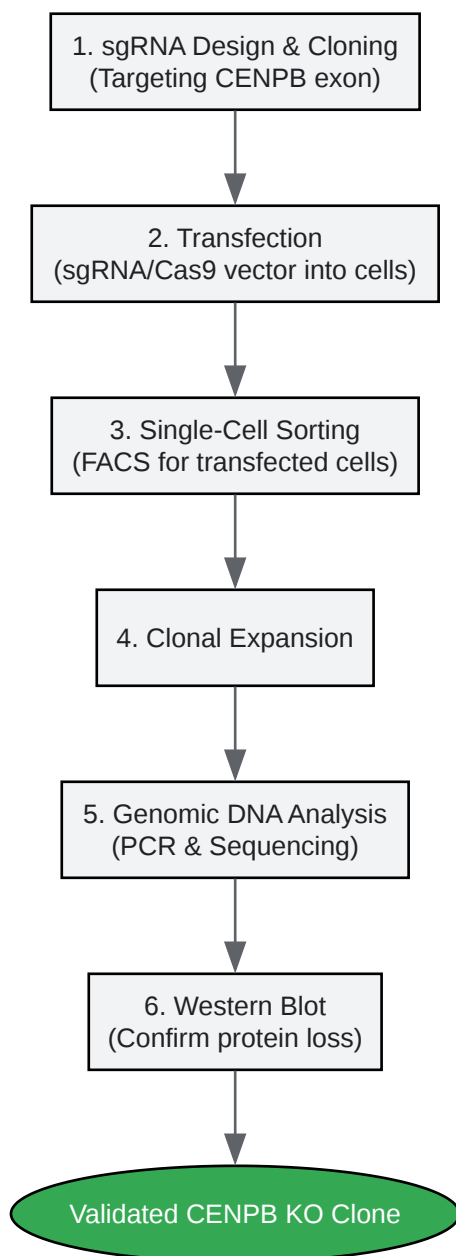 1. sgRNA Design & Cloning
(Targeting CENPB exon)
2. Transfection
(sgRNA/Cas9 vector into cells)
3. Single-Cell Sorting
(FACS for transfected cells)
4. Clonal Expansion
5. Genomic DNA Analysis
(PCR & Sequencing)
6. Western Blot
(Confirm protein loss)
Validated CENPB KO Clone